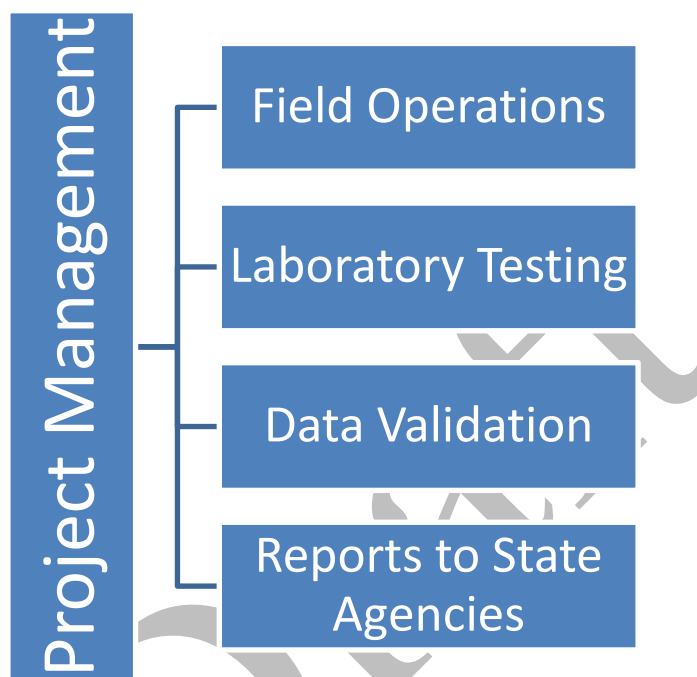 Project Management
Field Operations
Laboratory Testing
Data Validation
Reports to State
Agencies